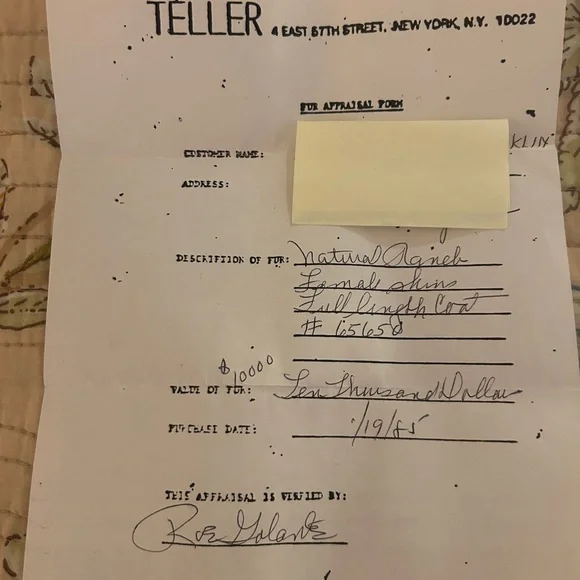 TELLER 4 EAST 57TH STREET, NEW YORK, N.Y. 10022
FUR APPRAISAL FORM
CUSTOMER NAME: KLIN
ADDRESS:
DESCRIPTION OF FUR: Natural
Female skins
Full length Coat
# 65658
$10000
VALUE OF FUR: Ten Thousand Dollar
PURCHASE DATE: 1/19/85
THIS APPRAISAL IS VERIFIED BY: